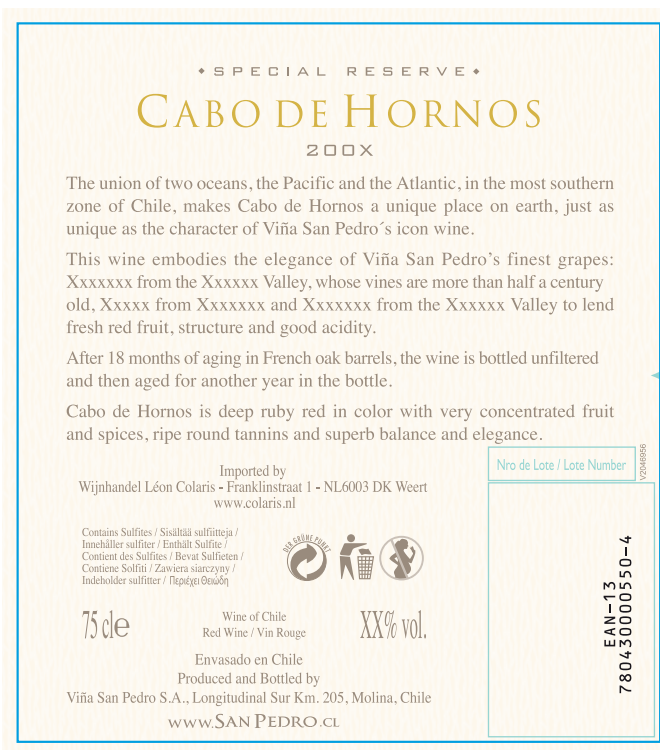 ◆ SPECIAL RESERVE ◆
CABO DE HORNOS
200X
The union of two oceans, the Pacific and the Atlantic, in the most southern
zone of Chile, makes Cabo de Hornos a unique place on earth, just as
unique as the character of Viña San Pedro´s icon wine.
This wine embodies the elegance of Viña San Pedro’s finest grapes:
Xxxxxxx from the Xxxxxx Valley, whose vines are more than half a century
old, Xxxxx from Xxxxxxx and Xxxxxxx from the Xxxxxx Valley to lend
fresh red fruit, structure and good acidity.
After 18 months of aging in French oak barrels, the wine is bottled unfiltered
and then aged for another year in the bottle.
Cabo de Hornos is deep ruby red in color with very concentrated fruit
and spices, ripe round tannins and superb balance and elegance.
Nro de Lote / Lote Number
V2046956
Imported by
Wijnhandel Léon Colaris - Franklinstraat 1 - NL6003 DK Weert
www.colaris.nl
Contains Sulfites / Sisältää sulfiitteja /
Innehåller sulfiter / Enthält Sulfite /
Contient des Sulfites / Bevat Sulfieten /
Contiene Solfiti / Zawiera siarczyny /
Indeholder sulfitter / Περιέχει Θειώδη
DER GRÜNE PUNKT
75 cle
Wine of Chile
Red Wine / Vin Rouge
XX% vol.
EAN-13
780430000550-4
Envasado en Chile
Produced and Bottled by
Viña San Pedro S.A., Longitudinal Sur Km. 205, Molina, Chile
WWW.SAN PEDRO.CL